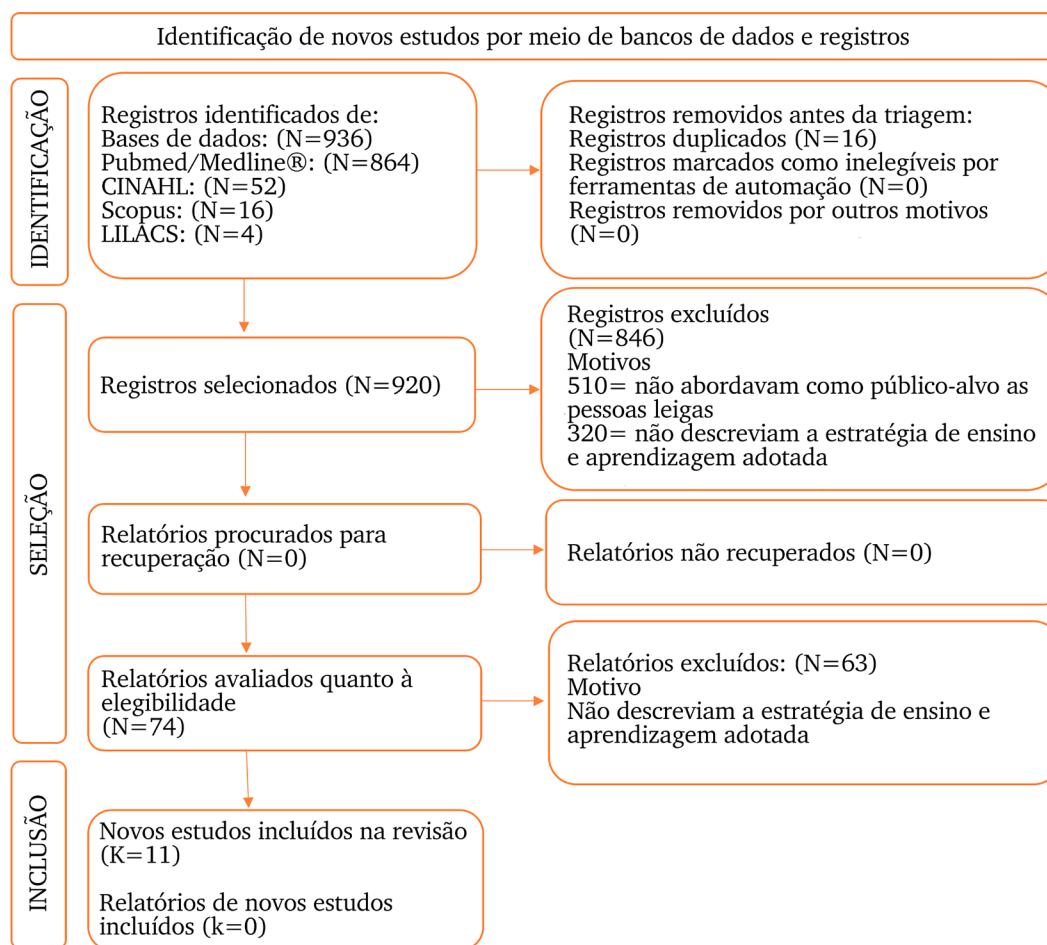 Identificação de novos estudos por meio de bancos de dados e registros
IDENTIFICAÇÃO
Registros identificados de:
Bases de dados: (N=936)
Pubmed/Medline®: (N=864)
CINAHL: (N=52)
Scopus: (N=16)
LILACS: (N=4)
Registros removidos antes da triagem:
Registros duplicados (N=16)
Registros marcados como inelegíveis por
ferramentas de automação (N=0)
Registros removidos por outros motivos
(N=0)
SELEÇÃO
Registros selecionados (N=920)
Registros excluídos
(N=846)
Motivos
510= não abordavam como público-alvo as
pessoas leigas
320= não descreviam a estratégia de ensino
e aprendizagem adotada
Relatórios procurados para
recuperação (N=0)
Relatórios não recuperados (N=0)
Relatórios avaliados quanto à
elegibilidade
(N=74)
Relatórios excluídos: (N=63)
Motivo
Não descreviam a estratégia de ensino e
aprendizagem adotada
INCLUSÃO
Novos estudos incluídos na revisão
(K=11)
Relatórios de novos estudos
incluídos (k=0)